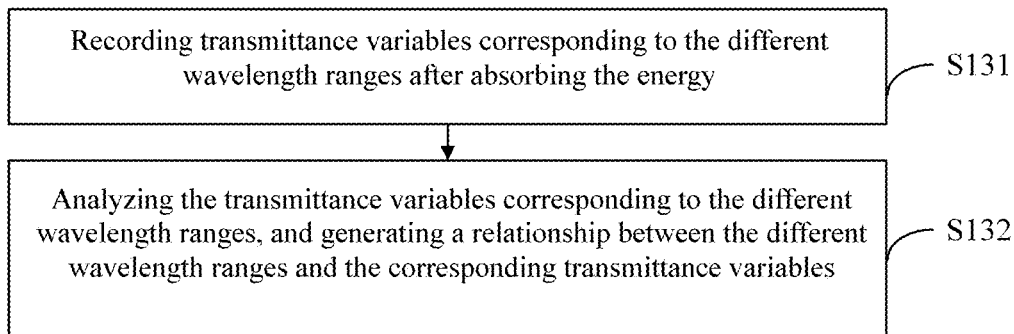 Recording transmittance variables corresponding to the different
wavelength ranges after absorbing the energy
S131
Analyzing the transmittance variables corresponding to the different
wavelength ranges, and generating a relationship between the different
wavelength ranges and the corresponding transmittance variables
S132